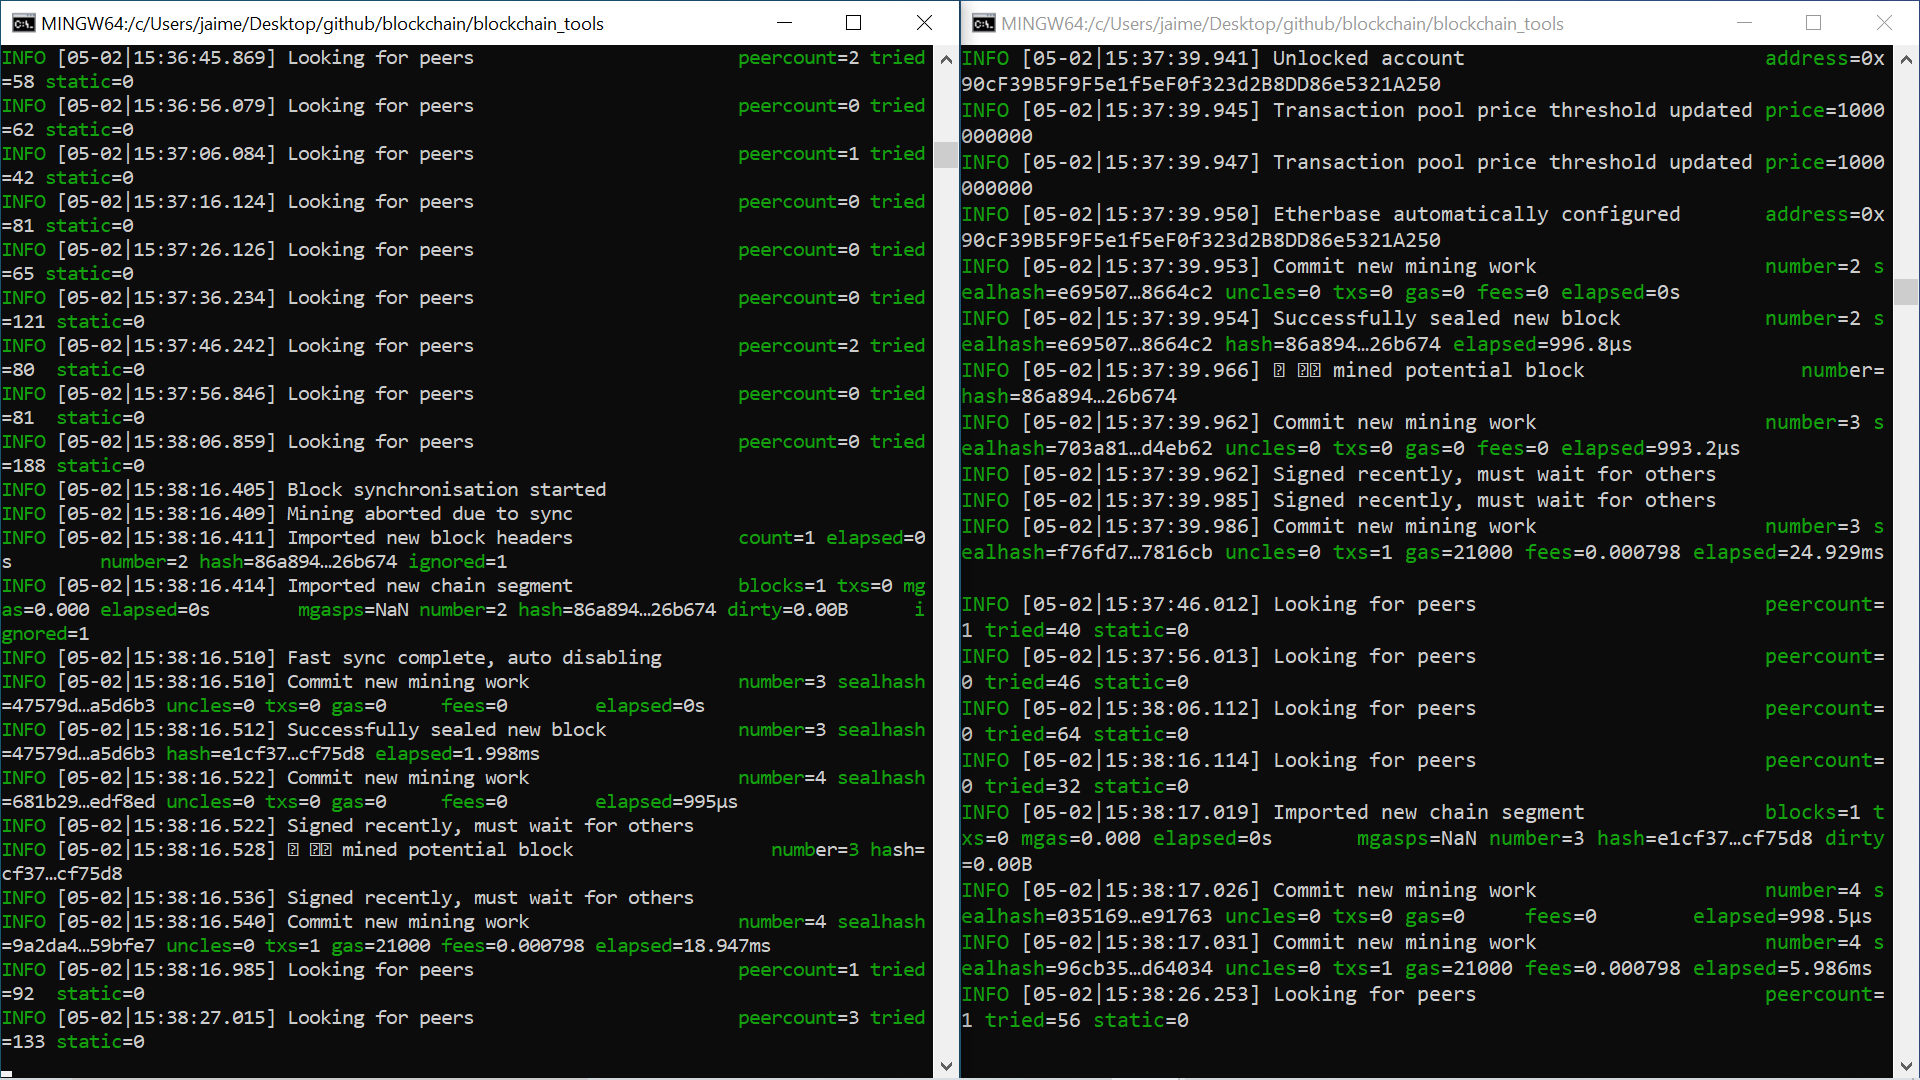 MINGW64:/c/Users/jaime/Desktop/github/blockchain/blockchain_tools
INFO [05-02|15:36:45.869] Looking for peers peercount=2 tried
=58 static=0
INFO [05-02|15:36:56.079] Looking for peers peercount=0 tried
=62 static=0
INFO [05-02|15:37:06.084] Looking for peers peercount=1 tried
=42 static=0
INFO [05-02|15:37:16.124] Looking for peers peercount=0 tried
=81 static=0
INFO [05-02|15:37:26.126] Looking for peers peercount=0 tried
=65 static=0
INFO [05-02|15:37:36.234] Looking for peers peercount=0 tried
=121 static=0
INFO [05-02|15:37:46.242] Looking for peers peercount=2 tried
=80 static=0
INFO [05-02|15:37:56.846] Looking for peers peercount=0 tried
=81 static=0
INFO [05-02|15:38:06.859] Looking for peers peercount=0 tried
=188 static=0
INFO [05-02|15:38:16.405] Block synchronisation started
INFO [05-02|15:38:16.409] Mining aborted due to sync
INFO [05-02|15:38:16.411] Imported new block headers count=1 elapsed=0
s number=2 hash=86a894…26b674 ignored=1
INFO [05-02|15:38:16.414] Imported new chain segment blocks=1 txs=0 mg
as=0.000 elapsed=0s mgasps=NaN number=2 hash=86a894…26b674 dirty=0.00B i
gnored=1
INFO [05-02|15:38:16.510] Fast sync complete, auto disabling
INFO [05-02|15:38:16.510] Commit new mining work number=3 sealhash
=47579d…a5d6b3 uncles=0 txs=0 gas=0 fees=0 elapsed=0s
INFO [05-02|15:38:16.512] Successfully sealed new block number=3 sealhash
=47579d…a5d6b3 hash=e1cf37…cf75d8 elapsed=1.998ms
INFO [05-02|15:38:16.522] Commit new mining work number=4 sealhash
=681b29…edf8ed uncles=0 txs=0 gas=0 fees=0 elapsed=995µs
INFO [05-02|15:38:16.522] Signed recently, must wait for others
INFO [05-02|15:38:16.528] mined potential block number=3 hash=
cf37…cf75d8
INFO [05-02|15:38:16.536] Signed recently, must wait for others
INFO [05-02|15:38:16.540] Commit new mining work number=4 sealhash
=9a2da4…59bfe7 uncles=0 txs=1 gas=21000 fees=0.000798 elapsed=18.947ms
INFO [05-02|15:38:16.985] Looking for peers peercount=1 tried
=92 static=0
INFO [05-02|15:38:27.015] Looking for peers peercount=3 tried
=133 static=0
MINGW64:/c/Users/jaime/Desktop/github/blockchain/blockchain_tools
INFO [05-02|15:37:39.941] Unlocked account address=0x
90cF39B5F9F5e1f5eF0f323d2B8DD86e5321A250
INFO [05-02|15:37:39.945] Transaction pool price threshold updated price=1000
000000
INFO [05-02|15:37:39.947] Transaction pool price threshold updated price=1000
000000
INFO [05-02|15:37:39.950] Etherbase automatically configured address=0x
90cF39B5F9F5e1f5eF0f323d2B8DD86e5321A250
INFO [05-02|15:37:39.953] Commit new mining work number=2 s
ealhash=e69507…8664c2 uncles=0 txs=0 gas=0 fees=0 elapsed=0s
INFO [05-02|15:37:39.954] Successfully sealed new block number=2 s
ealhash=e69507…8664c2 hash=86a894…26b674 elapsed=996.8µs
INFO [05-02|15:37:39.966] mined potential block number=
hash=86a894…26b674
INFO [05-02|15:37:39.962] Commit new mining work number=3 s
ealhash=703a81…d4eb62 uncles=0 txs=0 gas=0 fees=0 elapsed=993.2µs
INFO [05-02|15:37:39.962] Signed recently, must wait for others
INFO [05-02|15:37:39.985] Signed recently, must wait for others
INFO [05-02|15:37:39.986] Commit new mining work number=3 s
ealhash=f76fd7…7816cb uncles=0 txs=1 gas=21000 fees=0.000798 elapsed=24.929ms
INFO [05-02|15:37:46.012] Looking for peers peercount=
1 tried=40 static=0
INFO [05-02|15:37:56.013] Looking for peers peercount=
0 tried=46 static=0
INFO [05-02|15:38:06.112] Looking for peers peercount=
0 tried=64 static=0
INFO [05-02|15:38:16.114] Looking for peers peercount=
0 tried=32 static=0
INFO [05-02|15:38:17.019] Imported new chain segment blocks=1 t
xs=0 mgas=0.000 elapsed=0s mgasps=NaN number=3 hash=e1cf37…cf75d8 dirty
=0.00B
INFO [05-02|15:38:17.026] Commit new mining work number=4 s
ealhash=035169…e91763 uncles=0 txs=0 gas=0 fees=0 elapsed=998.5µs
INFO [05-02|15:38:17.031] Commit new mining work number=4 s
ealhash=96cb35…d64034 uncles=0 txs=1 gas=21000 fees=0.000798 elapsed=5.986ms
INFO [05-02|15:38:26.253] Looking for peers peercount=
1 tried=56 static=0